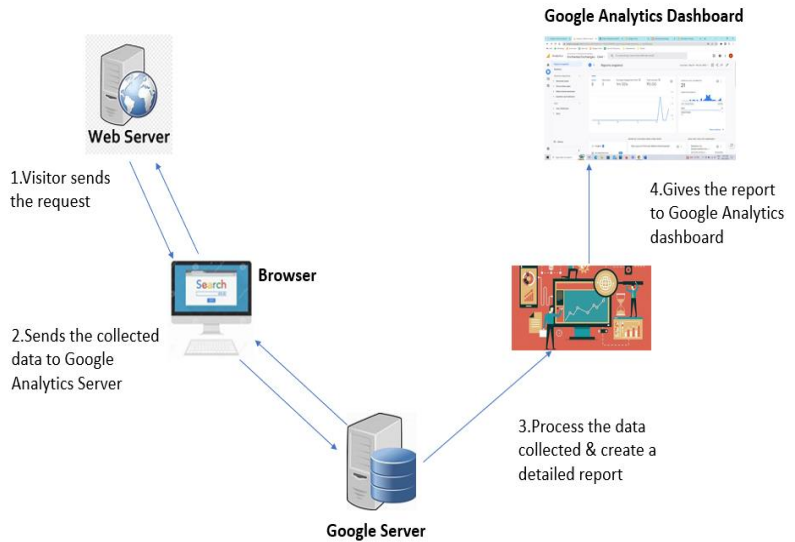 Google Analytics Dashboard
Web Server
1.Visitor sends
the request
4.Gives the report
to Google Analytics
dashboard
Browser
Search
2.Sends the collected
data to Google
Analytics Server
3.Process the data
collected & create a
detailed report
Google Server